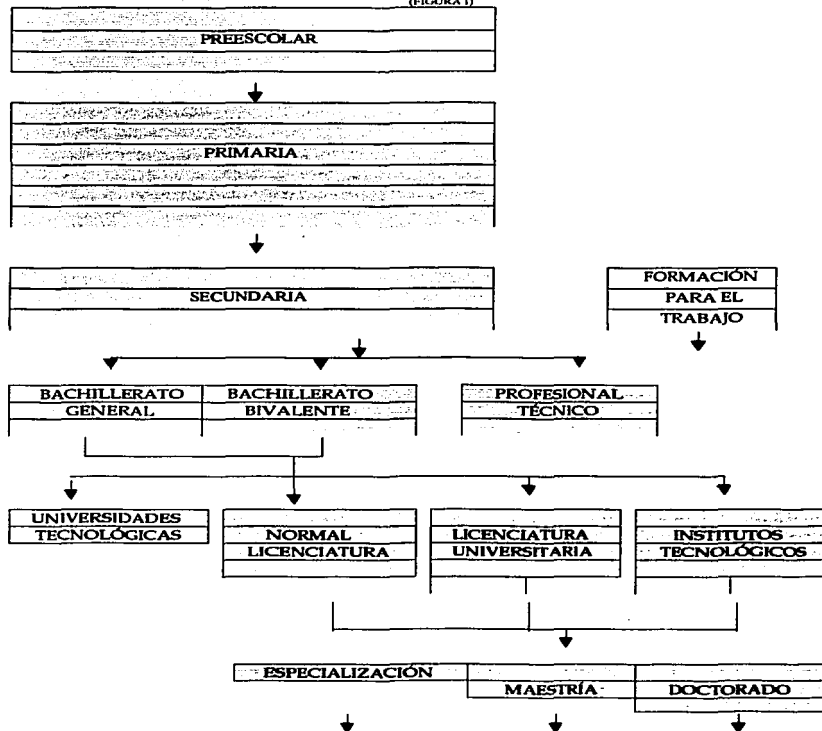 (FIGURA 1)
PREESCOLAR
PRIMARIA
SECUNDARIA
FORMACIÓN
PARA EL
TRABAJO
BACHILLERATO
GENERAL
BACHILLERATO
BIVALENTE
PROFESIONAL
TÉCNICO
UNIVERSIDADES
TECNOLÓGICAS
NORMAL
LICENCIATURA
LICENCIATURA
UNIVERSITARIA
INSTITUTOS
TECNOLÓGICOS
ESPECIALIZACIÓN
MAESTRÍA
DOCTORADO